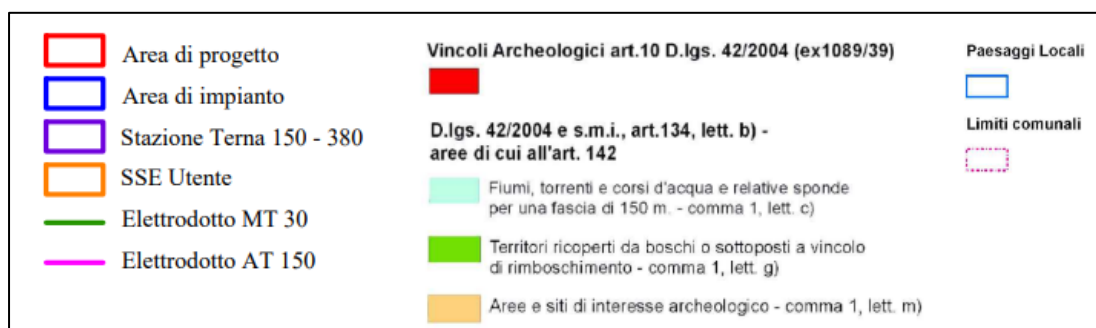 Area di progetto
Area di impianto
Stazione Terna 150 - 380
SSE Utente
Elettrodotto MT 30
Elettrodotto AT 150
Vincoli Archeologici art.10 D.lgs. 42/2004 (ex1089/39)
D.lgs. 42/2004 e s.m.i., art.134, lett. b) -
aree di cui all'art. 142
Fiumi, torrenti e corsi d'acqua e relative sponde
per una fascia di 150 m. - comma 1, lett. c)
Territori ricoperti da boschi o sottoposti a vincolo
di rimboschimento - comma 1, lett. g)
Aree e siti di interesse archeologico - comma 1, lett. m)
Paesaggi Locali
Limiti comunali